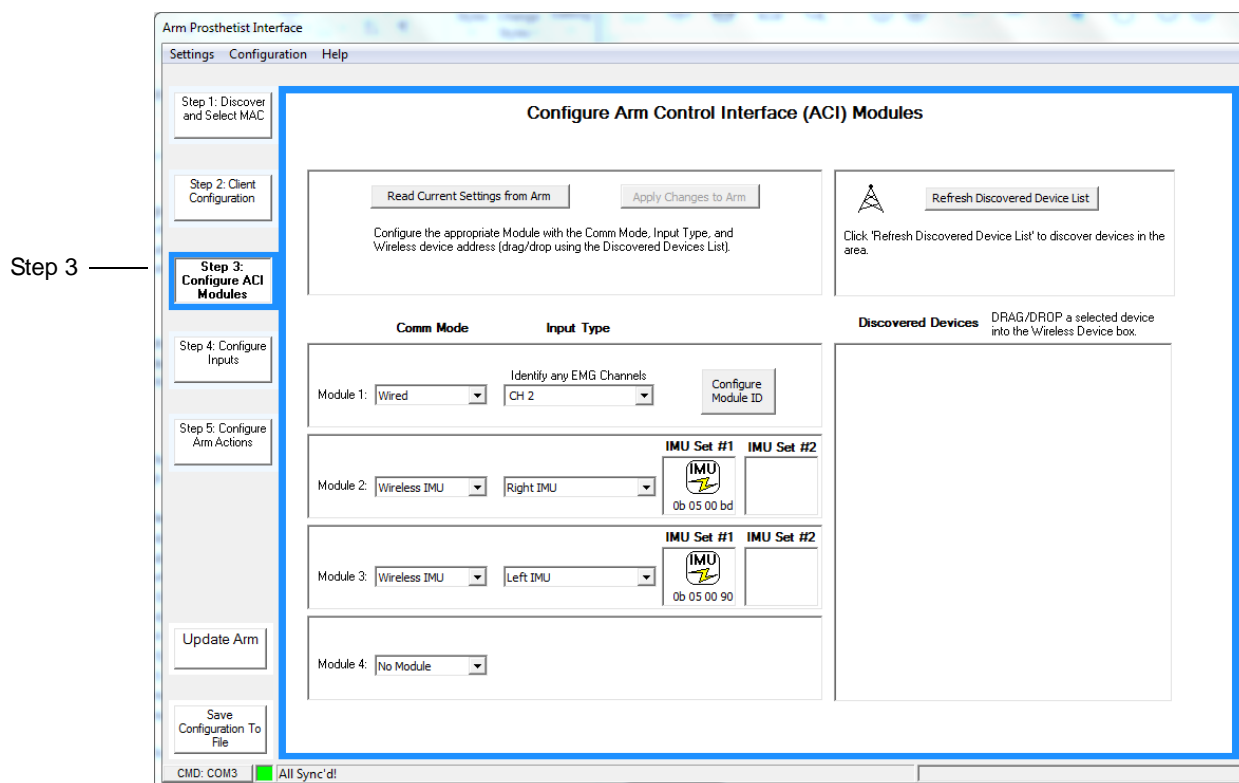 Arm Prosthetist Interface
Settings Configuration Help
Step 1: Discover
and Select MAC
Step 2: Client
Configuration
Step 3
Step 3:
Configure ACI
Modules
Step 4: Configure
Inputs
Step 5: Configure
Arm Actions
Update Arm
Save
Configuration To
File
Configure Arm Control Interface (ACI) Modules
Read Current Settings from Arm
Apply Changes to Arm
Configure the appropriate Module with the Comm Mode, Input Type, and
Wireless device address (drag/drop using the Discovered Devices List).
Refresh Discovered Device List
Click 'Refresh Discovered Device List' to discover devices in the
area.
Comm Mode
Input Type
Discovered Devices
DRAG/DROP a selected device
into the Wireless Device box.
Identify any EMG Channels
Module 1: Wired CH 2
Configure
Module ID
IMU Set #1 IMU Set #2
IMU
Module 2: Wireless IMU Right IMU
0b 05 00 bd
IMU Set #1 IMU Set #2
IMU
Module 3: Wireless IMU Left IMU
0b 05 00 90
Module 4: No Module
CMD: COM3 All Sync'd!